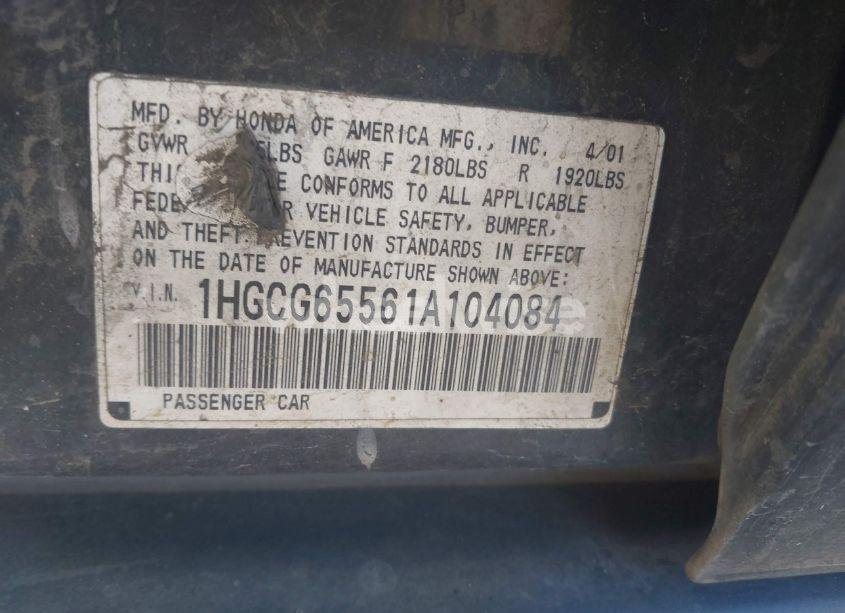 MFD. BY HONDA OF AMERICA MFG., INC. 4/01
GVWR LBS GAWR F 2180LBS R 1920LBS
CONFORMS TO ALL APPLICABLE
VEHICLE SAFETY, BUMPER,
AND THEFT PREVENTION STANDARDS IN EFFECT
ON THE DATE OF MANUFACTURE SHOWN ABOVE:
V.I.N. 1HGCG65561A104084
PASSENGER CAR